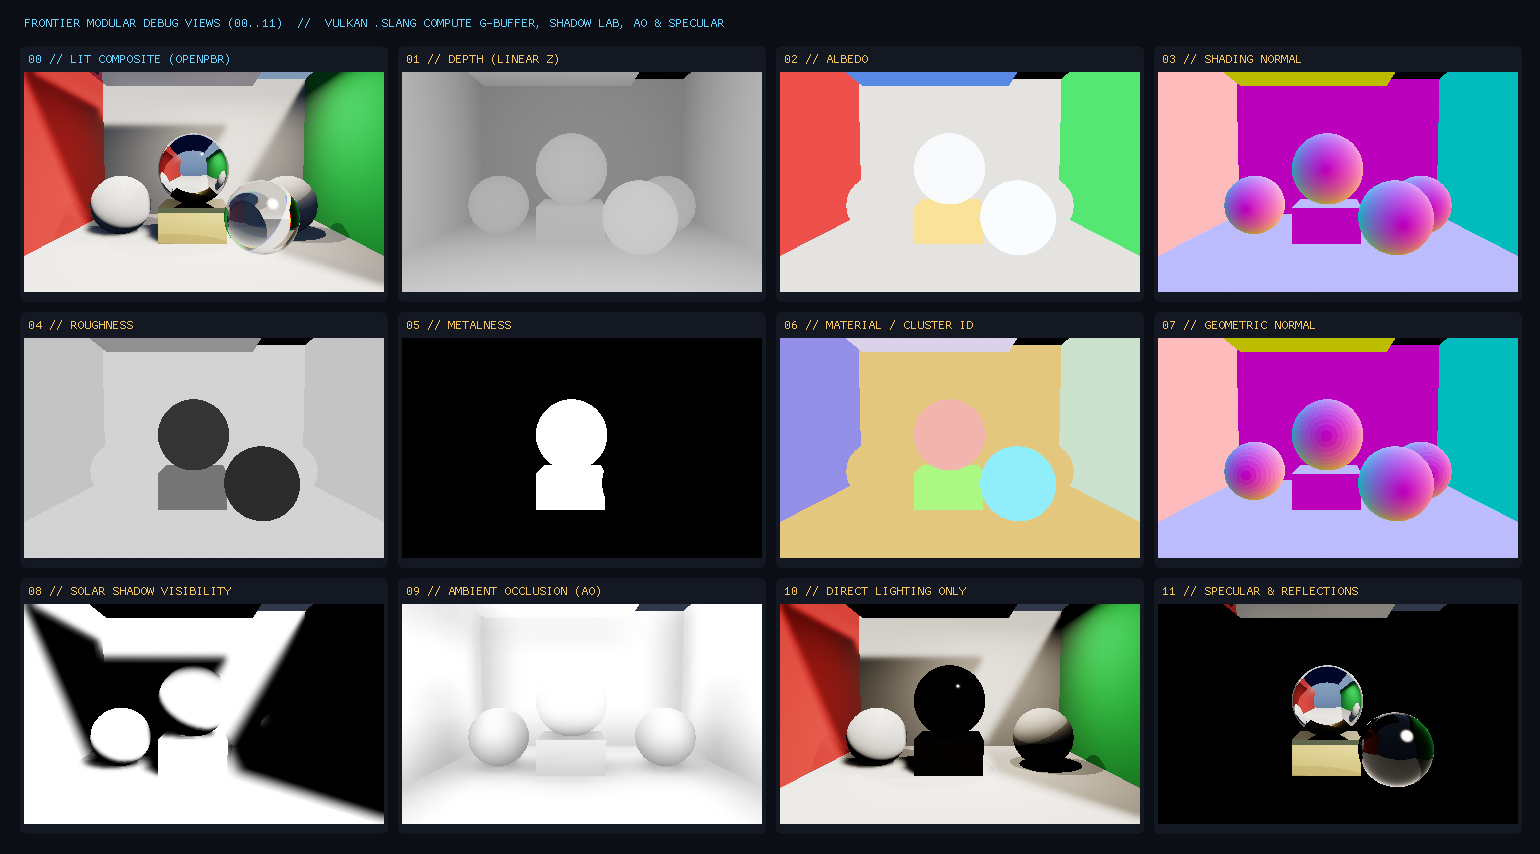 FRONTIER MODULAR DEBUG VIEWS (00..11)  //  VULKAN .SLANG COMPUTE G-BUFFER, SHADOW LAB, AO & SPECULAR
00 // LIT COMPOSITE (OPENPBR)
01 // DEPTH (LINEAR Z)
02 // ALBEDO
03 // SHADING NORMAL
04 // ROUGHNESS
05 // METALNESS
06 // MATERIAL / CLUSTER ID
07 // GEOMETRIC NORMAL
08 // SOLAR SHADOW VISIBILITY
09 // AMBIENT OCCLUSION (AO)
10 // DIRECT LIGHTING ONLY
11 // SPECULAR & REFLECTIONS